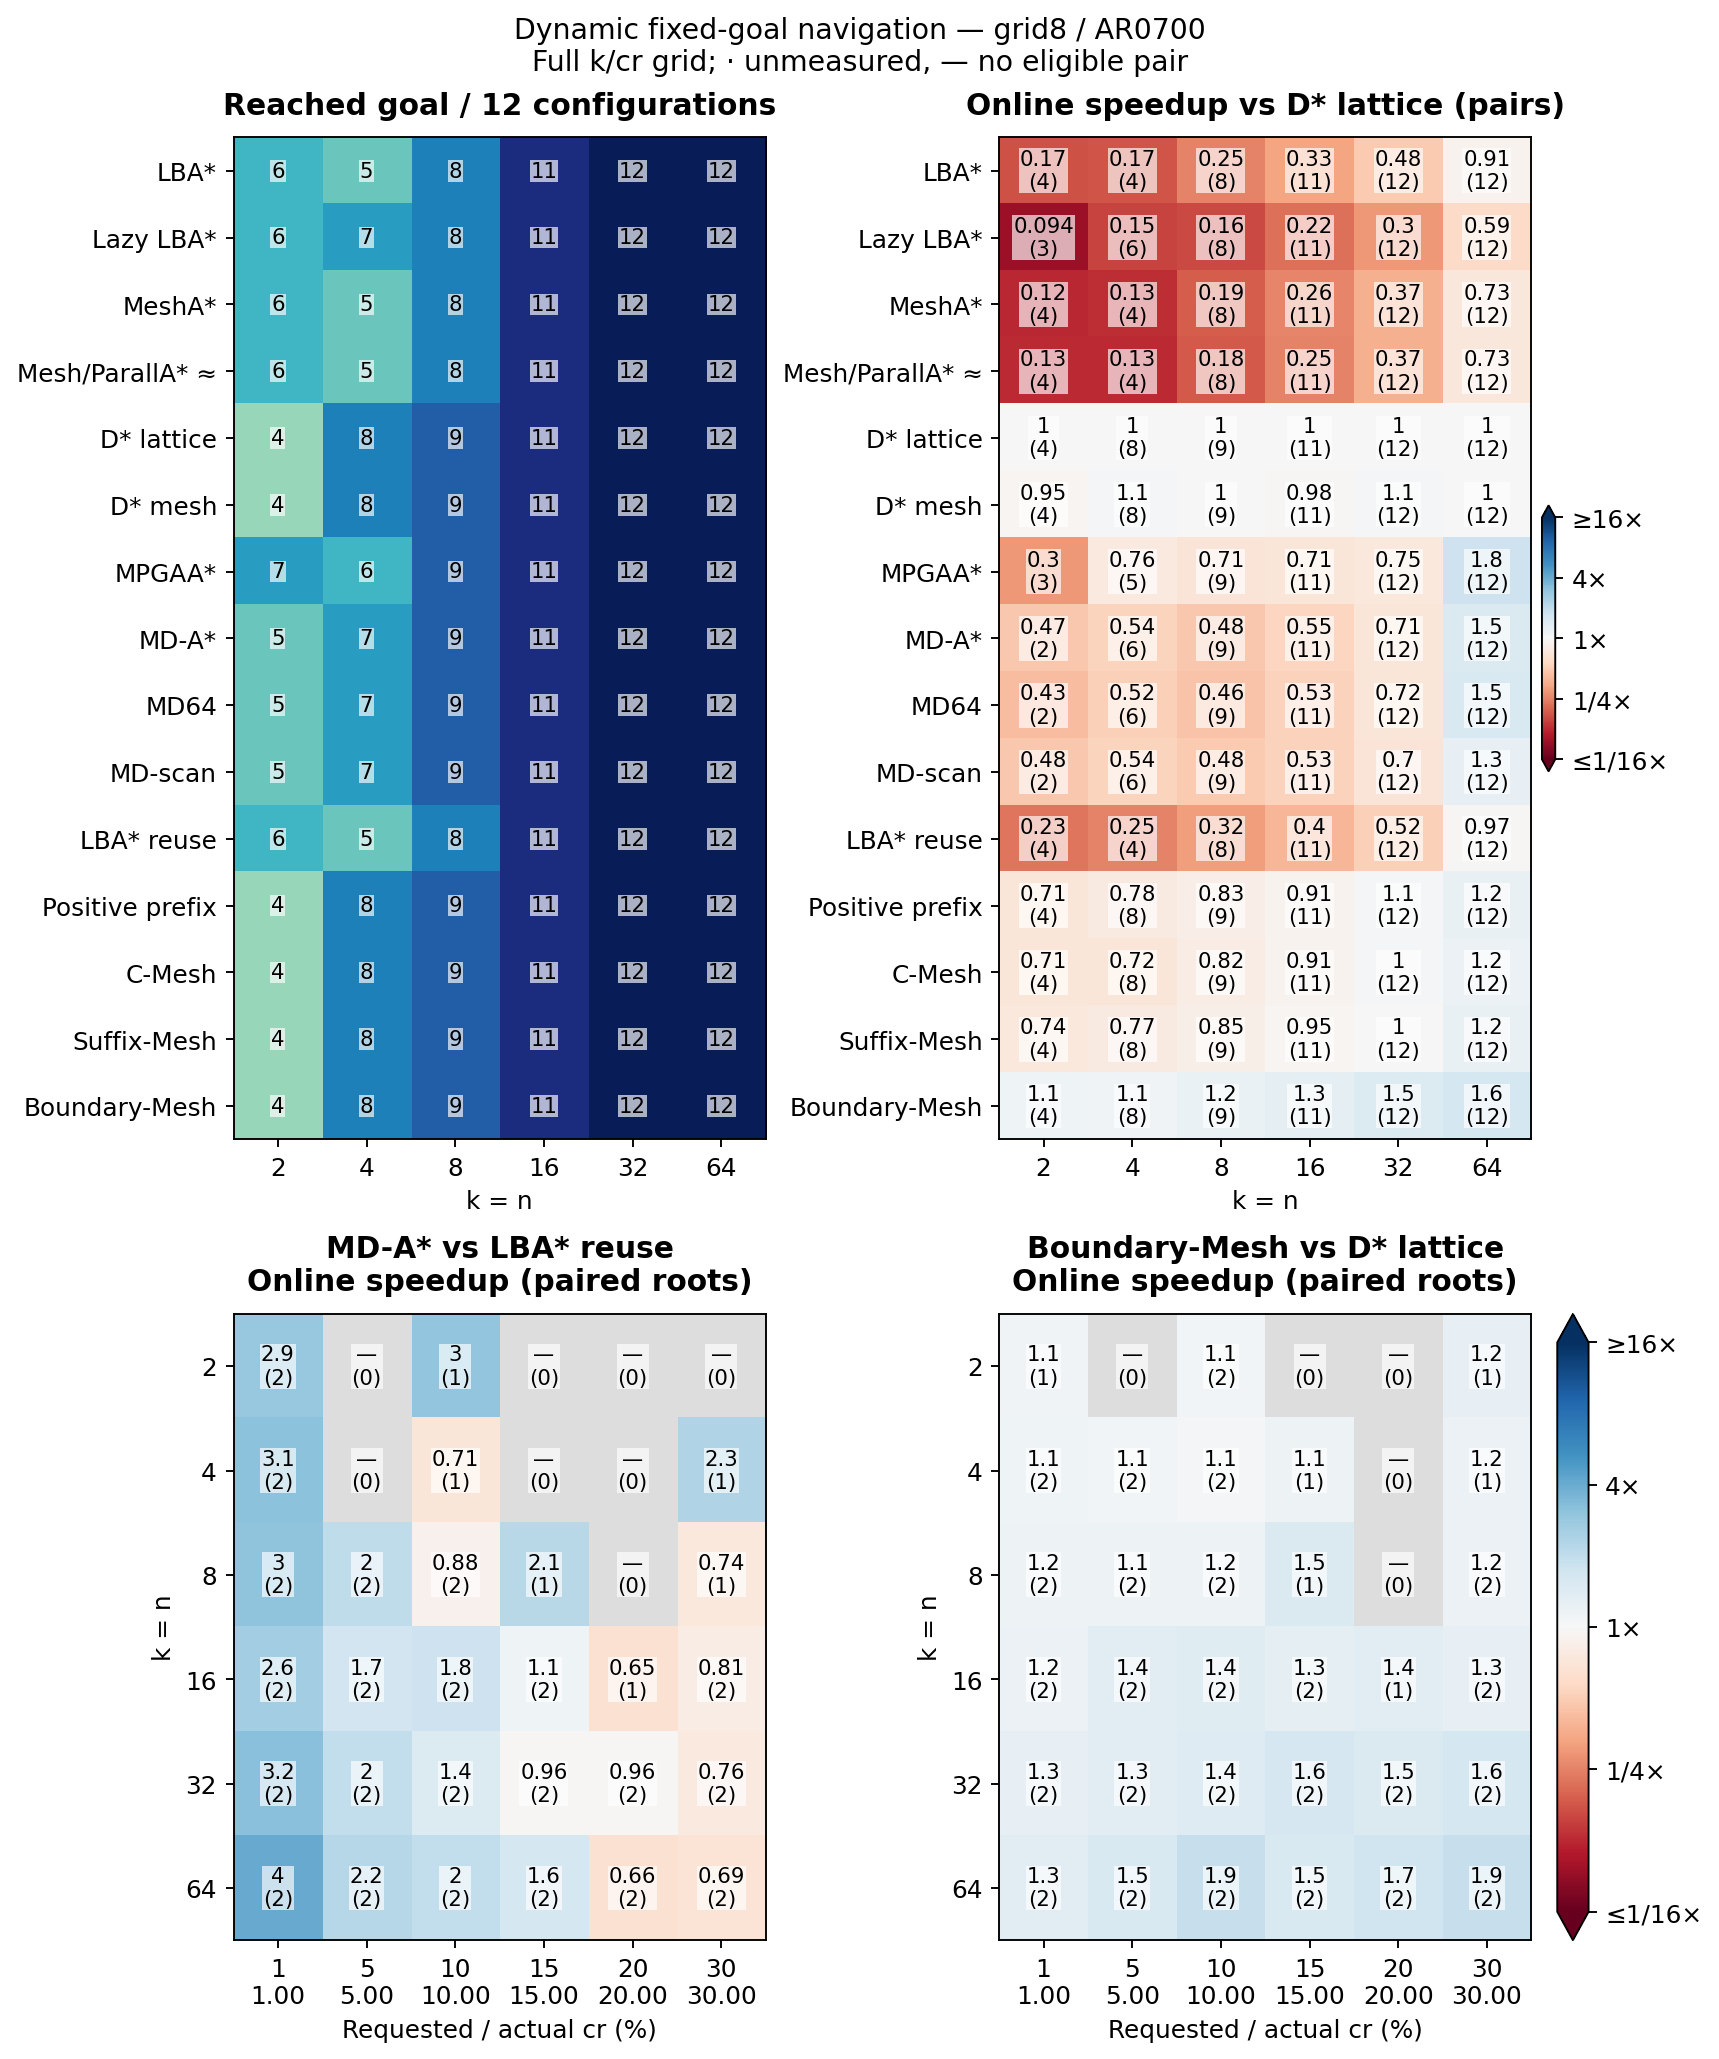 Dynamic fixed-goal navigation — grid8 / AR0700
Full k/cr grid; · unmeasured, — no eligible pair
Reached goal / 12 configurations
LBA* 6 5 8 11 12 12
Lazy LBA* 6 7 8 11 12 12
MeshA* 6 5 8 11 12 12
Mesh/ParallA* ≈ 6 5 8 11 12 12
D* lattice 4 8 9 11 12 12
D* mesh 4 8 9 11 12 12
MPGAA* 7 6 9 11 12 12
MD-A* 5 7 9 11 12 12
MD64 5 7 9 11 12 12
MD-scan 5 7 9 11 12 12
LBA* reuse 6 5 8 11 12 12
Positive prefix 4 8 9 11 12 12
C-Mesh 4 8 9 11 12 12
Suffix-Mesh 4 8 9 11 12 12
Boundary-Mesh 4 8 9 11 12 12
2 4 8 16 32 64
k = n
Online speedup vs D* lattice (pairs)
0.17 0.17 0.25 0.33 0.48 0.91
LBA*
(4) (4) (8) (11) (12) (12)
0.094 0.15 0.16 0.22 0.3 0.59
Lazy LBA*
(3) (6) (8) (11) (12) (12)
0.12 0.13 0.19 0.26 0.37 0.73
MeshA*
(4) (4) (8) (11) (12) (12)
0.13 0.13 0.18 0.25 0.37 0.73
Mesh/ParallA* ≈
(4) (4) (8) (11) (12) (12)
1 1 1 1 1 1
D* lattice
(4) (8) (9) (11) (12) (12)
0.95 1.1 1 0.98 1.1 1
D* mesh
(4) (8) (9) (11) (12) (12)
0.3 0.76 0.71 0.71 0.75 1.8
MPGAA*
(3) (5) (9) (11) (12) (12)
0.47 0.54 0.48 0.55 0.71 1.5
MD-A*
(2) (6) (9) (11) (12) (12)
0.43 0.52 0.46 0.53 0.72 1.5
MD64
(2) (6) (9) (11) (12) (12)
0.48 0.54 0.48 0.53 0.7 1.3
MD-scan
(2) (6) (9) (11) (12) (12)
0.23 0.25 0.32 0.4 0.52 0.97
LBA* reuse
(4) (4) (8) (11) (12) (12)
0.71 0.78 0.83 0.91 1.1 1.2
Positive prefix
(4) (8) (9) (11) (12) (12)
0.71 0.72 0.82 0.91 1 1.2
C-Mesh
(4) (8) (9) (11) (12) (12)
0.74 0.77 0.85 0.95 1 1.2
Suffix-Mesh
(4) (8) (9) (11) (12) (12)
1.1 1.1 1.2 1.3 1.5 1.6
Boundary-Mesh
(4) (8) (9) (11) (12) (12)
2 4 8 16 32 64
k = n
≥16×
4×
1×
1/4×
≤1/16×
MD-A* vs LBA* reuse
Online speedup (paired roots)
2.9 — 3 — — —
2
(2) (0) (1) (0) (0) (0)
3.1 — 0.71 — — 2.3
4
(2) (0) (1) (0) (0) (1)
3 2 0.88 2.1 — 0.74
8
(2) (2) (2) (1) (0) (1)
k = n
2.6 1.7 1.8 1.1 0.65 0.81
16
(2) (2) (2) (2) (1) (2)
3.2 2 1.4 0.96 0.96 0.76
32
(2) (2) (2) (2) (2) (2)
4 2.2 2 1.6 0.66 0.69
64
(2) (2) (2) (2) (2) (2)
1 5 10 15 20 30
1.00 5.00 10.00 15.00 20.00 30.00
Requested / actual cr (%)
Boundary-Mesh vs D* lattice
Online speedup (paired roots)
1.1 — 1.1 — — 1.2
2
(1) (0) (2) (0) (0) (1)
1.1 1.1 1.1 1.1 — 1.2
4
(2) (2) (2) (1) (0) (1)
1.2 1.1 1.2 1.5 — 1.2
8
(2) (2) (2) (1) (0) (2)
k = n
1.2 1.4 1.4 1.3 1.4 1.3
16
(2) (2) (2) (2) (1) (2)
1.3 1.3 1.4 1.6 1.5 1.6
32
(2) (2) (2) (2) (2) (2)
1.3 1.5 1.9 1.5 1.7 1.9
64
(2) (2) (2) (2) (2) (2)
1 5 10 15 20 30
1.00 5.00 10.00 15.00 20.00 30.00
Requested / actual cr (%)
≥16×
4×
1×
1/4×
≤1/16×